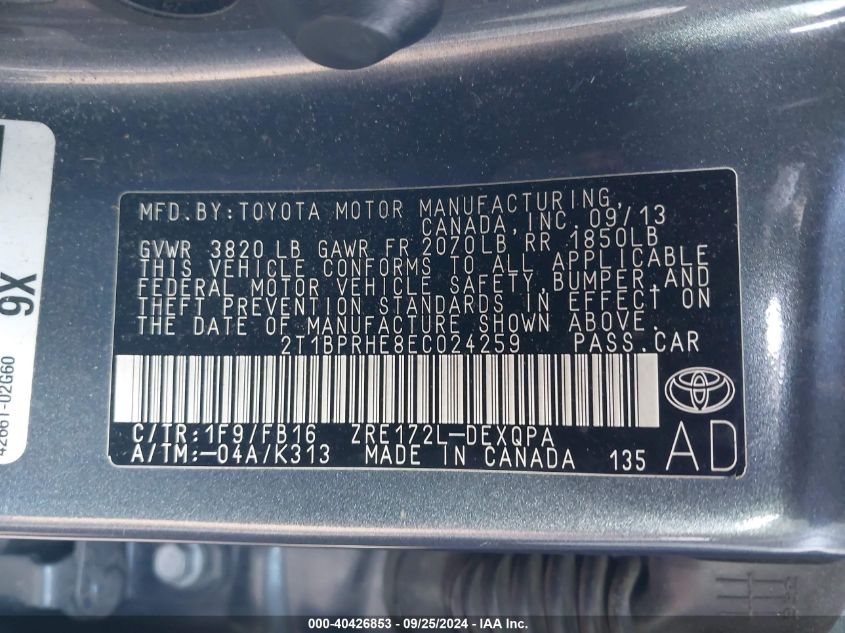 MFD.BY:TOYOTA MOTOR MANUFACTURING,
CANADA,INC. 09/13
GVWR 3820 LB GAWR FR 2070LB RR 1850LB
THIS VEHICLE CONFORMS TO ALL APPLICABLE
FEDERAL MOTOR VEHICLE SAFETY,BUMPER,AND
THEFT PREVENTION STANDARDS IN EFFECT ON
THE DATE OF MANUFACTURE SHOWN ABOVE.
2T1BPRHE8EC024259 PASS.CAR
C/TR:1F9/FB16 ZRE172L-DEXQPA
A/TM:-04A/K313 MADE IN CANADA 135
AD
9X
42661-02G60
000-40426853 - 09/25/2024 - IAA Inc.